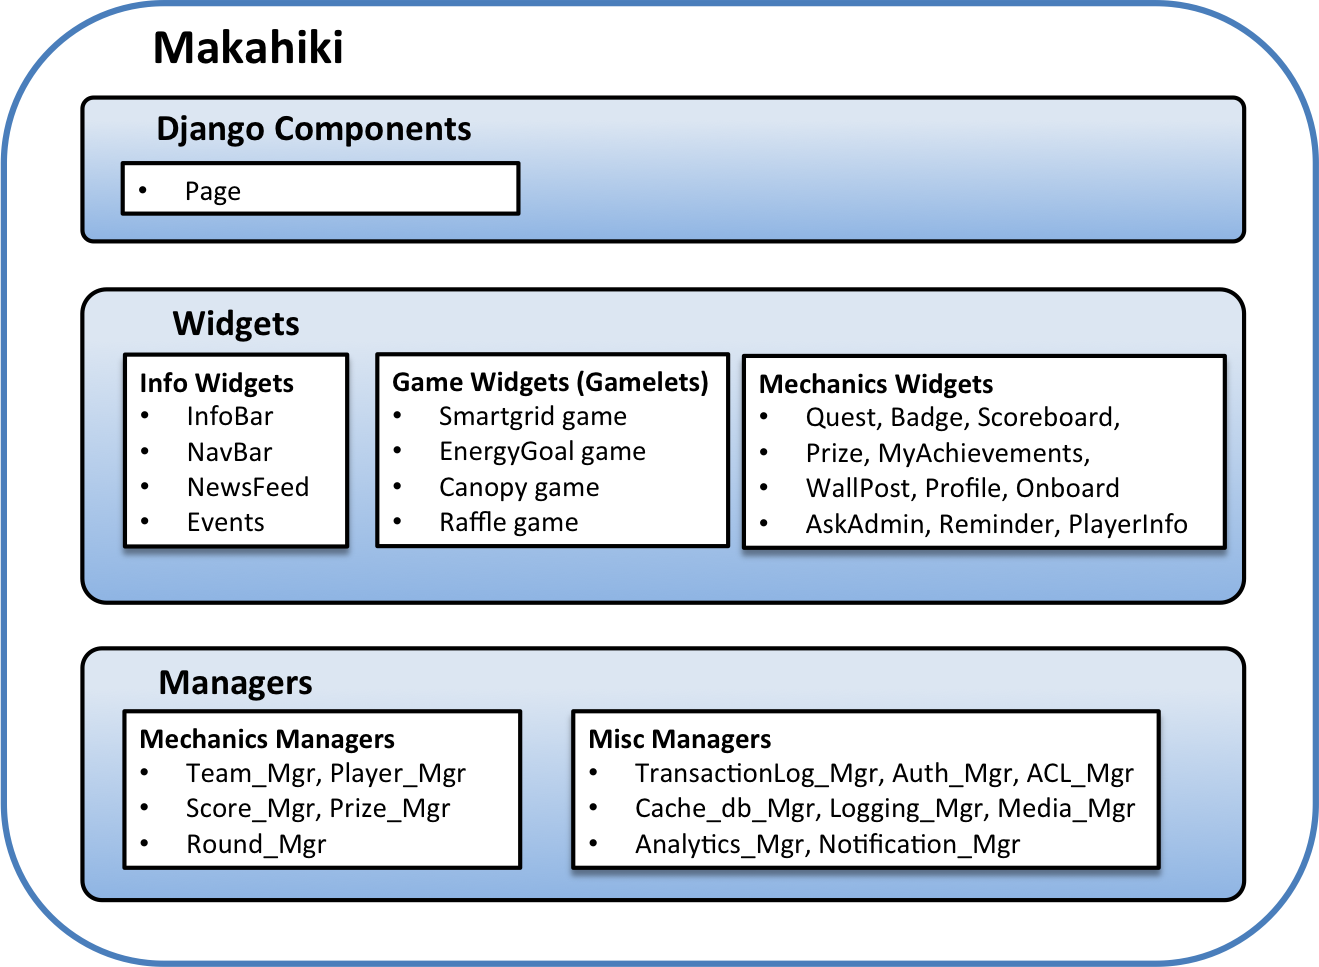 Makahiki
Django Components
• Page
Widgets
Info Widgets
• InfoBar
• NavBar
• NewsFeed
• Events
Game Widgets (Gamelets)
• Smartgrid game
• EnergyGoal game
• Canopy game
• Raffle game
Mechanics Widgets
• Quest, Badge, Scoreboard,
• Prize, MyAchievements,
• WallPost, Profile, Onboard
• AskAdmin, Reminder, PlayerInfo
Managers
Mechanics Managers
• Team_Mgr, Player_Mgr
• Score_Mgr, Prize_Mgr
• Round_Mgr
Misc Managers
• TransactionLog_Mgr, Auth_Mgr, ACL_Mgr
• Cache_db_Mgr, Logging_Mgr, Media_Mgr
• Analytics_Mgr, Notification_Mgr